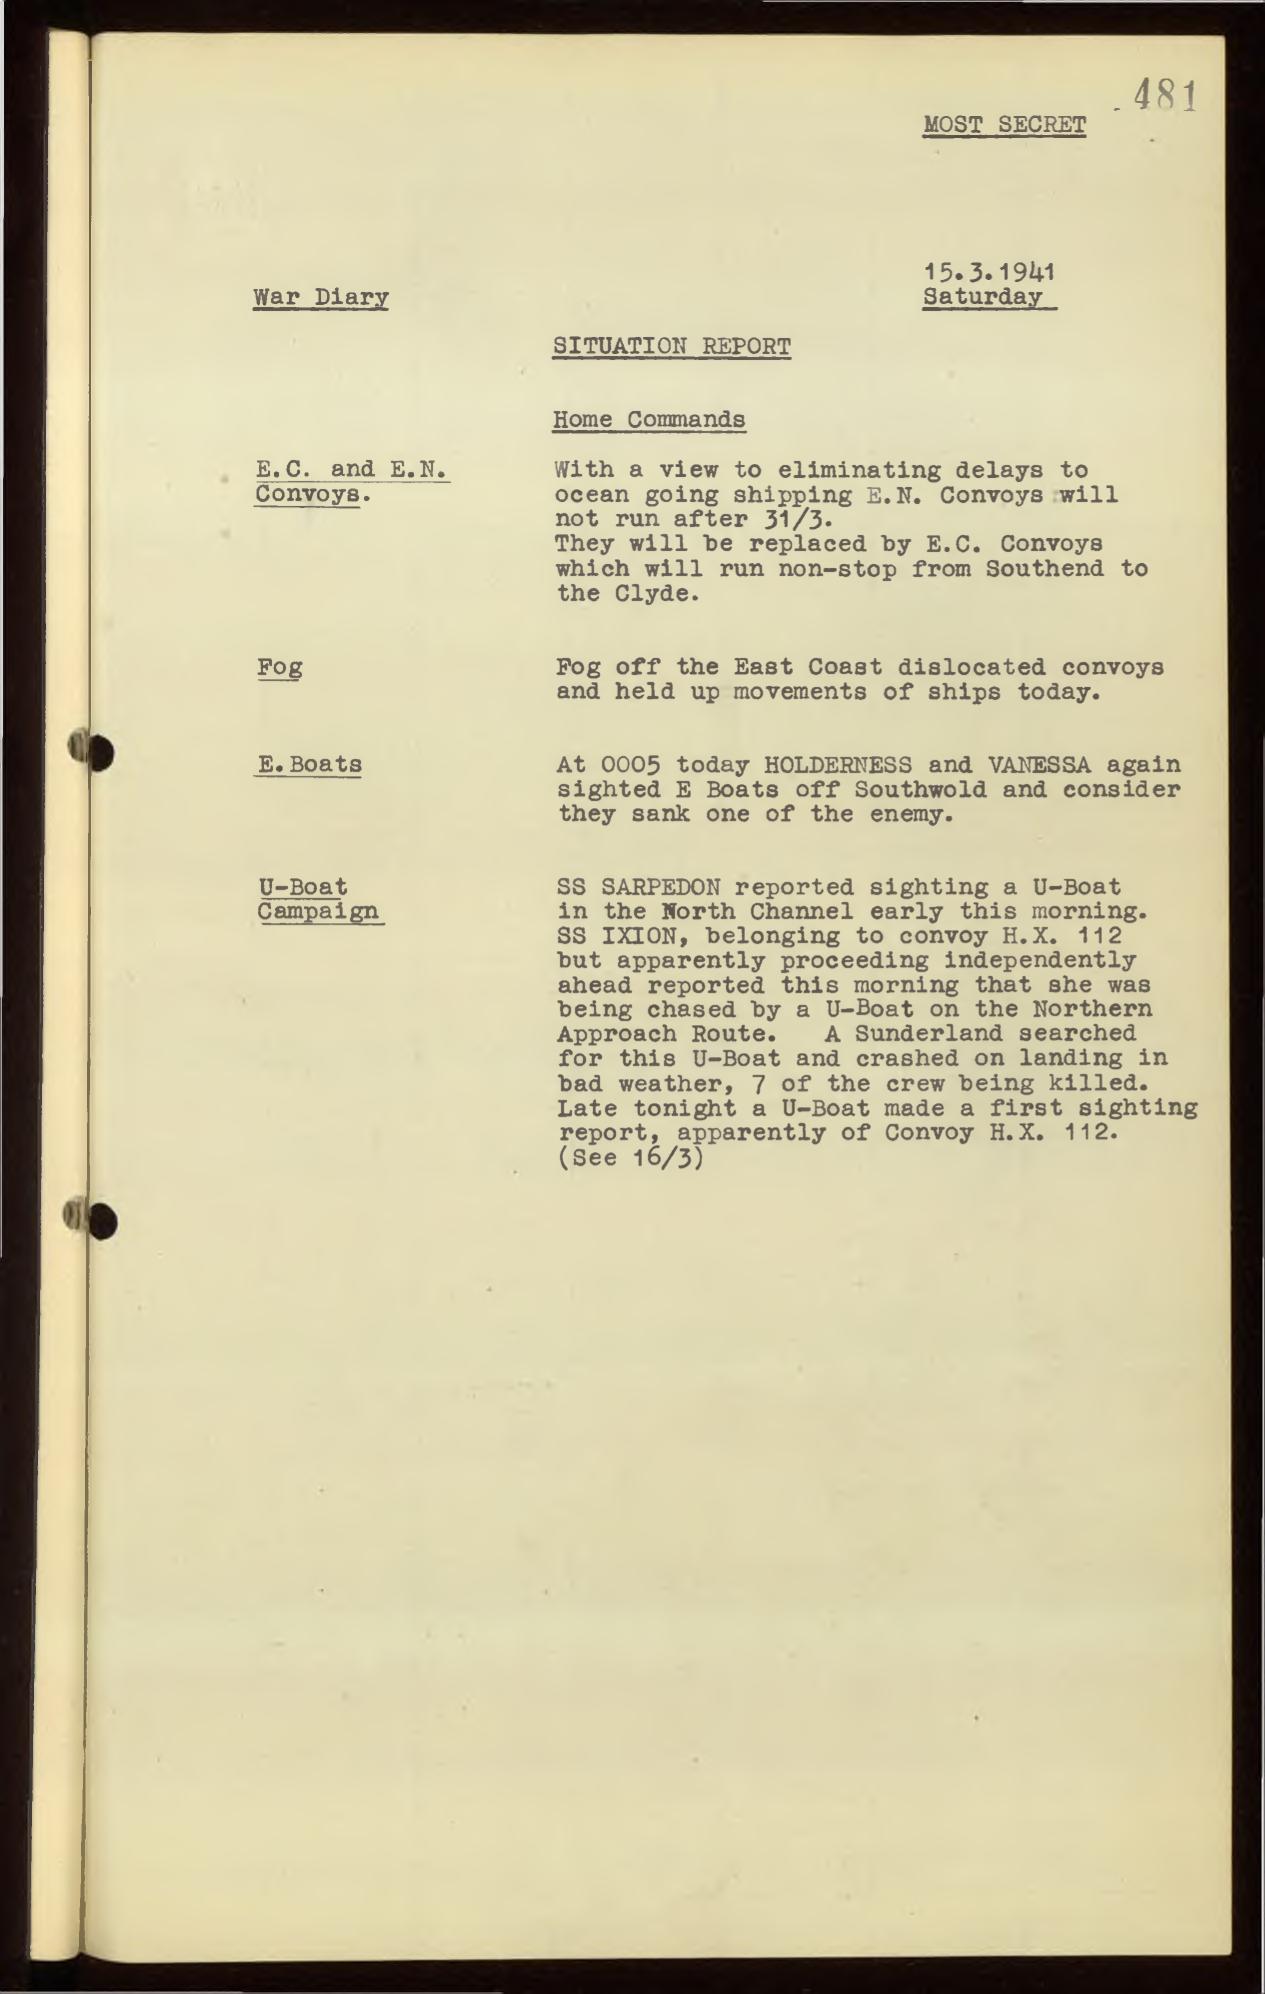 481
MOST SECRET
15.3.1941
War Diary
Saturday
SITUATION REPORT
Home Commands
E.C. and E.N.
Convoys.
With a view to eliminating delays to
ocean going shipping E.N. Convoys will
not run after 31/3.
They will be replaced by E.C. Convoys
which will run non-stop from Southend to
the Clyde.
Fog
Fog off the East Coast dislocated convoys
and held up movements of ships today.
E.Boats
At 0005 today HOLDERNESS and VANESSA again
sighted E Boats off Southwold and consider
they sank one of the enemy.
U-Boat
Campaign
SS SARPEDON reported sighting a U-Boat
in the North Channel early this morning.
SS IXION, belonging to convoy H.X. 112
but apparently proceeding independently
ahead reported this morning that she was
being chased by a U-Boat on the Northern
Approach Route. A Sunderland searched
for this U-Boat and crashed on landing in
bad weather, 7 of the crew being killed.
Late tonight a U-Boat made a first sighting
report, apparently of Convoy H.X. 112.
(See 16/3)